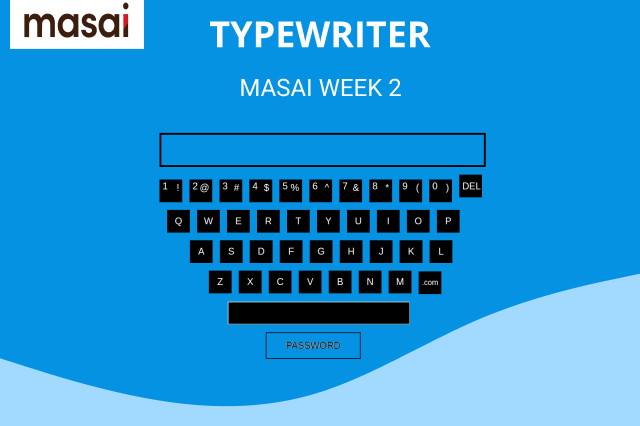 masai
TYPEWRITER
MASAI WEEK 2
1 ! 2 @ 3 # 4 $ 5 % 6 ^ 7 & 8 * 9 ( 0 ) DEL
Q W E R T Y U I O P
A S D F G H J K L
Z X C V B N M .com
PASSWORD